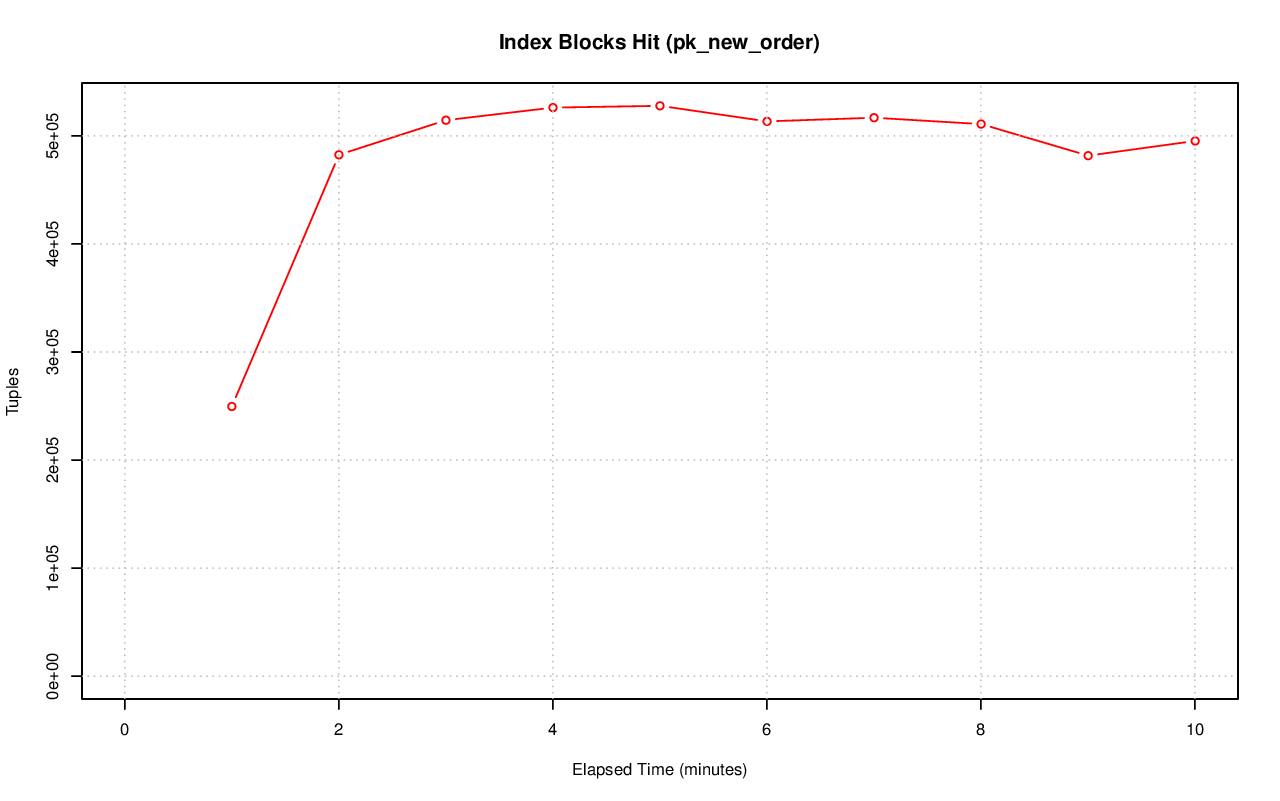 Index Blocks Hit (pk_new_order)
Tuples
5e+05
4e+05
3e+05
2e+05
1e+05
0e+00
0 2 4 6 8 10
Elapsed Time (minutes)